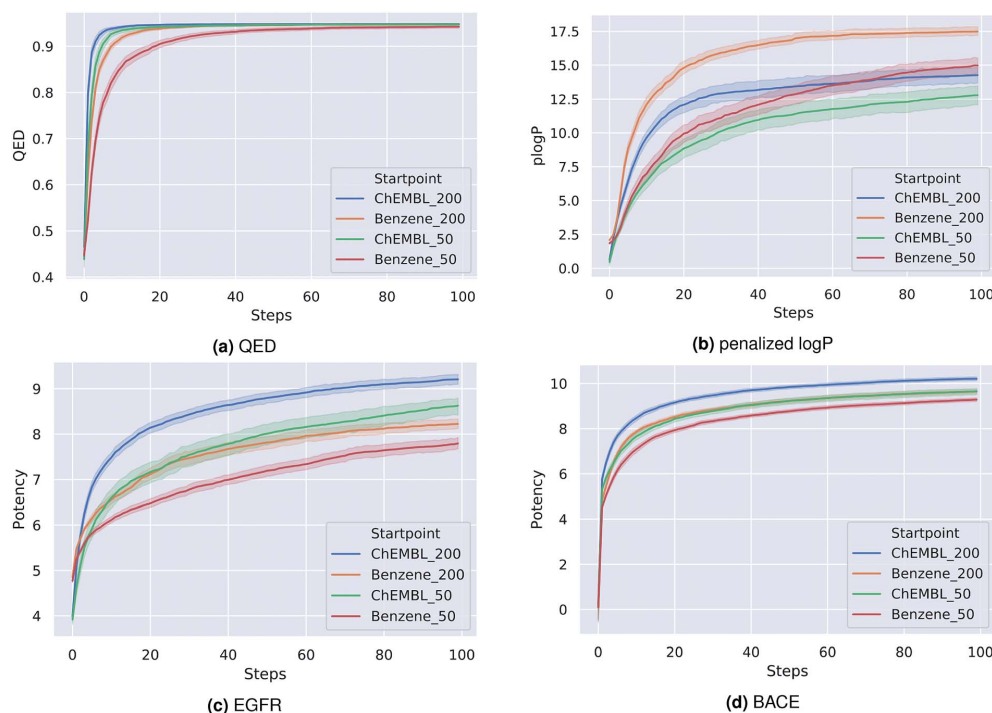 0.9
0.8
0.7
0.6
0.5
0.4
QED
0 20 40 60 80 100
Steps
Startpoint
ChEMBL_200
Benzene_200
ChEMBL_50
Benzene_50
(a) QED
17.5
15.0
12.5
10.0
7.5
5.0
2.5
0.0
plogP
0 20 40 60 80 100
Steps
Startpoint
ChEMBL_200
Benzene_200
ChEMBL_50
Benzene_50
(b) penalized logP
9
8
7
6
5
4
Potency
0 20 40 60 80 100
Steps
Startpoint
ChEMBL_200
Benzene_200
ChEMBL_50
Benzene_50
(c) EGFR
10
8
6
4
2
0
Potency
0 20 40 60 80 100
Steps
Startpoint
ChEMBL_200
Benzene_200
ChEMBL_50
Benzene_50
(d) BACE